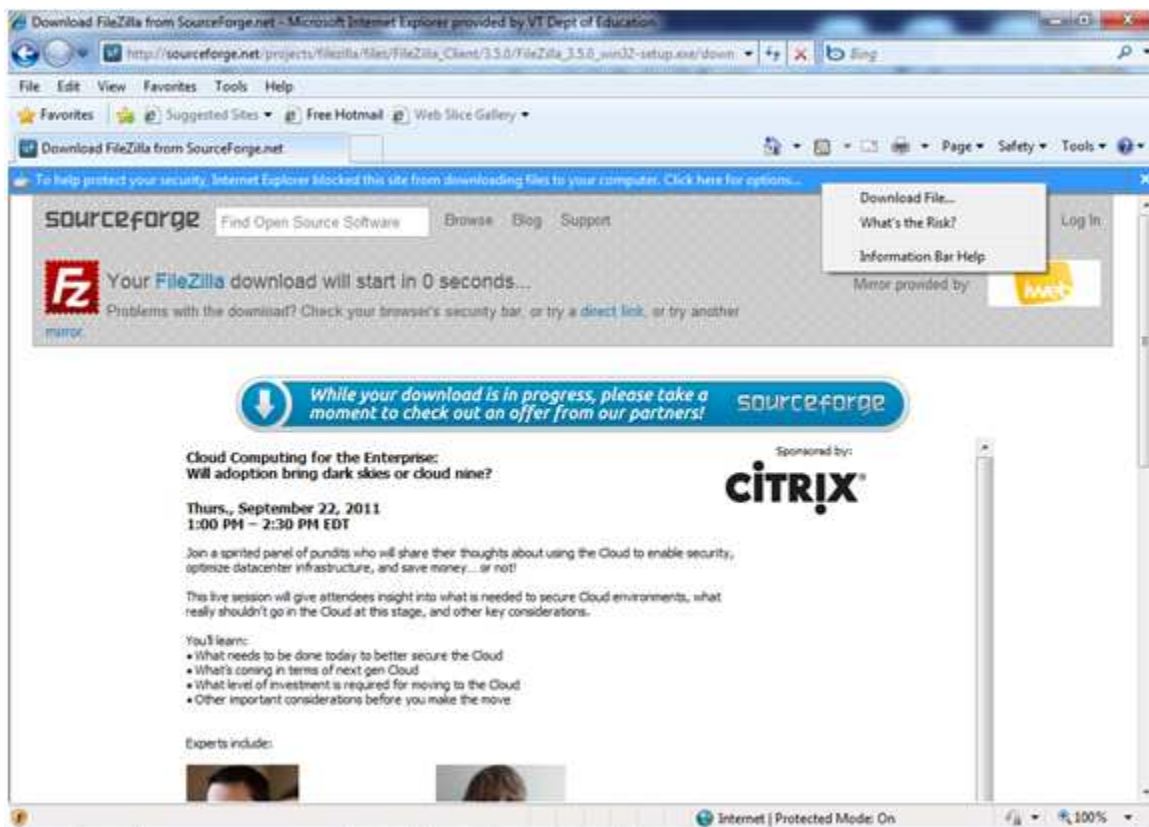 Download FileZilla from SourceForge.net - Microsoft Internet Explorer provided by VT Dept of Education
http://sourceforge.net/projects/filezilla/files/FileZilla_Client/3.5.0/FileZilla_3.5.0_win32-setup.exe/down
Bing
File Edit View Favorites Tools Help
Favorites Suggested Sites Free Hotmail Web Slice Gallery
Download FileZilla from SourceForge.net
Page Safety Tools
To help protect your security, Internet Explorer blocked this site from downloading files to your computer. Click here for options...
Download File...
What's the Risk?
Information Bar Help
sourceforge Find Open Source Software Browse Blog Support Log In
Fz
Your FileZilla download will start in 0 seconds...
Problems with the download? Check your browser's security bar, or try a direct link, or try another
mirror.
Mirror provided by:
iweb
While your download is in progress, please take a
moment to check out an offer from our partners!
sourceforge
Cloud Computing for the Enterprise:
Will adoption bring dark skies or cloud nine?
Sponsored by:
CITRIX
Thurs., September 22, 2011
1:00 PM – 2:30 PM EDT
Join a spirited panel of pundits who will share their thoughts about using the Cloud to enable security,
optimize datacenter infrastructure, and save money... or not!
This live session will give attendees insight into what is needed to secure Cloud environments, what
really shouldn't go in the Cloud at this stage, and other key considerations.
You'll learn:
• What needs to be done today to better secure the Cloud
• What's coming in terms of next gen Cloud
• What level of investment is required for moving to the Cloud
• Other important considerations before you make the move
Experts include:
Internet | Protected Mode: On
100%